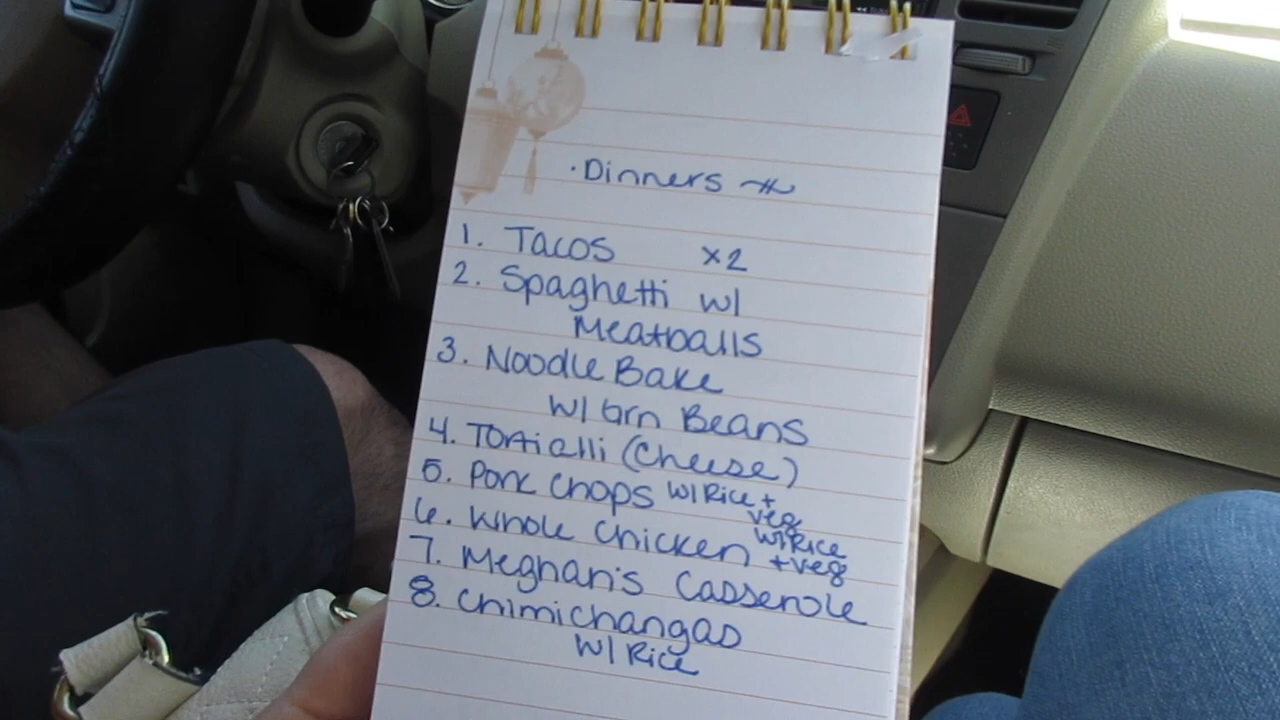 ·Dinners
1. Tacos x2
2. Spaghetti w/
Meatballs
3. Noodle Bake
w/ Grn Beans
4. Tortialli (Cheese)
5. Pork Chops w/ Rice +
veg
6. Whole Chicken w/ Rice
+ veg
7. Meghan's Casserole
8. Chimichangas
w/ Rice